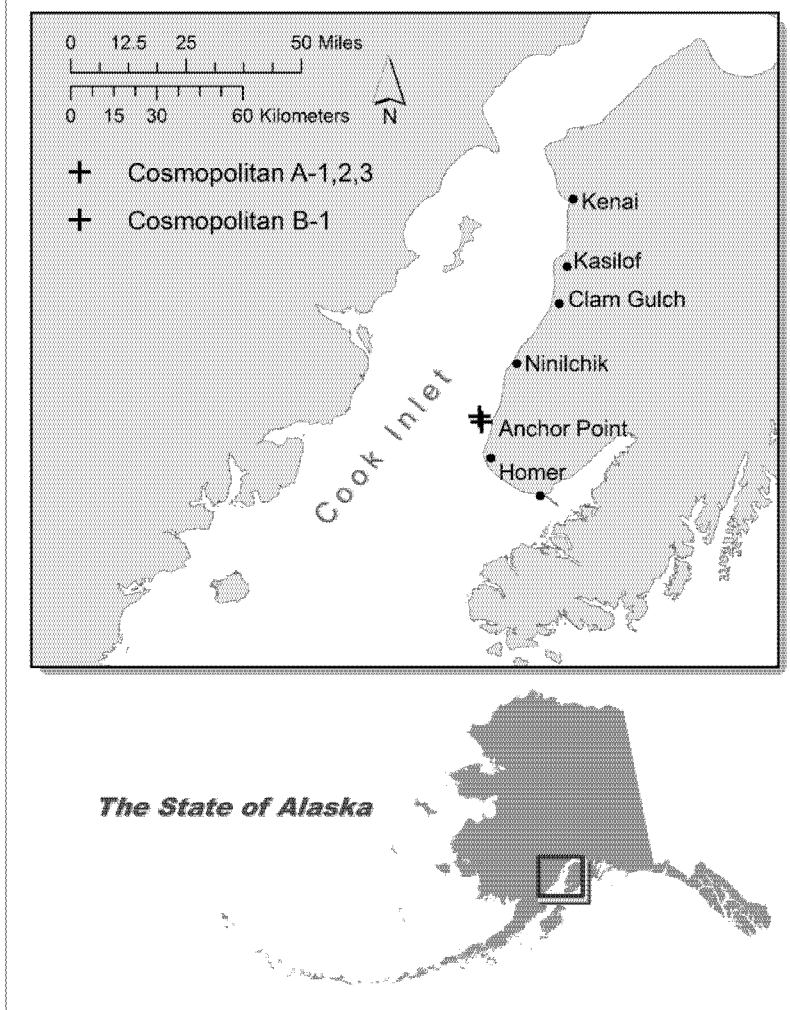 0 12.5 25 50 Miles
0 15 30 60 Kilometers
N
Cosmopolitan A-1,2,3
Cosmopolitan B-1
Kenai
Kasilof
Clam Gulch
Ninilchik
Anchor Point
Homer
Cook Inlet
The State of Alaska